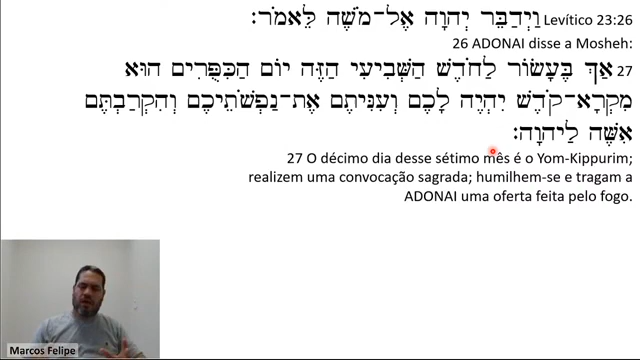 וַיְדַבֵּר יְהוָה אֶל־מֹשֶׁה לֵּאמֹר׃ Levítico 23:26
26 ADONAI disse a Mosheh:
27 אַךְ בֶּעָשׂוֹר לַחֹדֶשׁ הַשְּׁבִיעִי הַזֶּה יוֹם הַכִּפֻּרִים הוּא
מִקְרָא־קֹדֶשׁ יִהְיֶה לָכֶם וְעִנִּיתֶם אֶת־נַפְשֹׁתֵיכֶם וְהִקְרַבְתֶּם
אִשֶּׁה לַיהוָה׃
27 O décimo dia desse sétimo mês é o Yom-Kippurim;
realizem uma convocação sagrada; humilhem-se e tragam a
ADONAI uma oferta feita pelo fogo.
Marcos Felipe